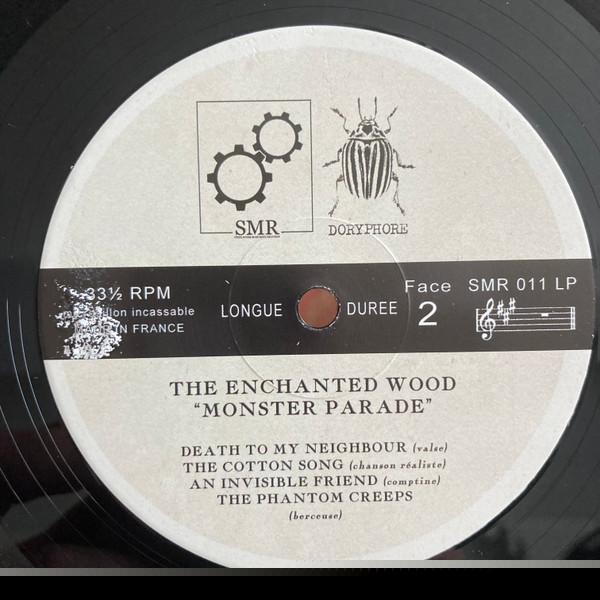 SMR
DORYPHORE
33½ RPM
incassable
FRANCE
LONGUE
DUREE
Face
2
SMR 011 LP
THE ENCHANTED WOOD
“MONSTER PARADE”
DEATH TO MY NEIGHBOUR (valse)
THE COTTON SONG (chanson réaliste)
AN INVISIBLE FRIEND (comptine)
THE PHANTOM CREEPS
(berceuse)